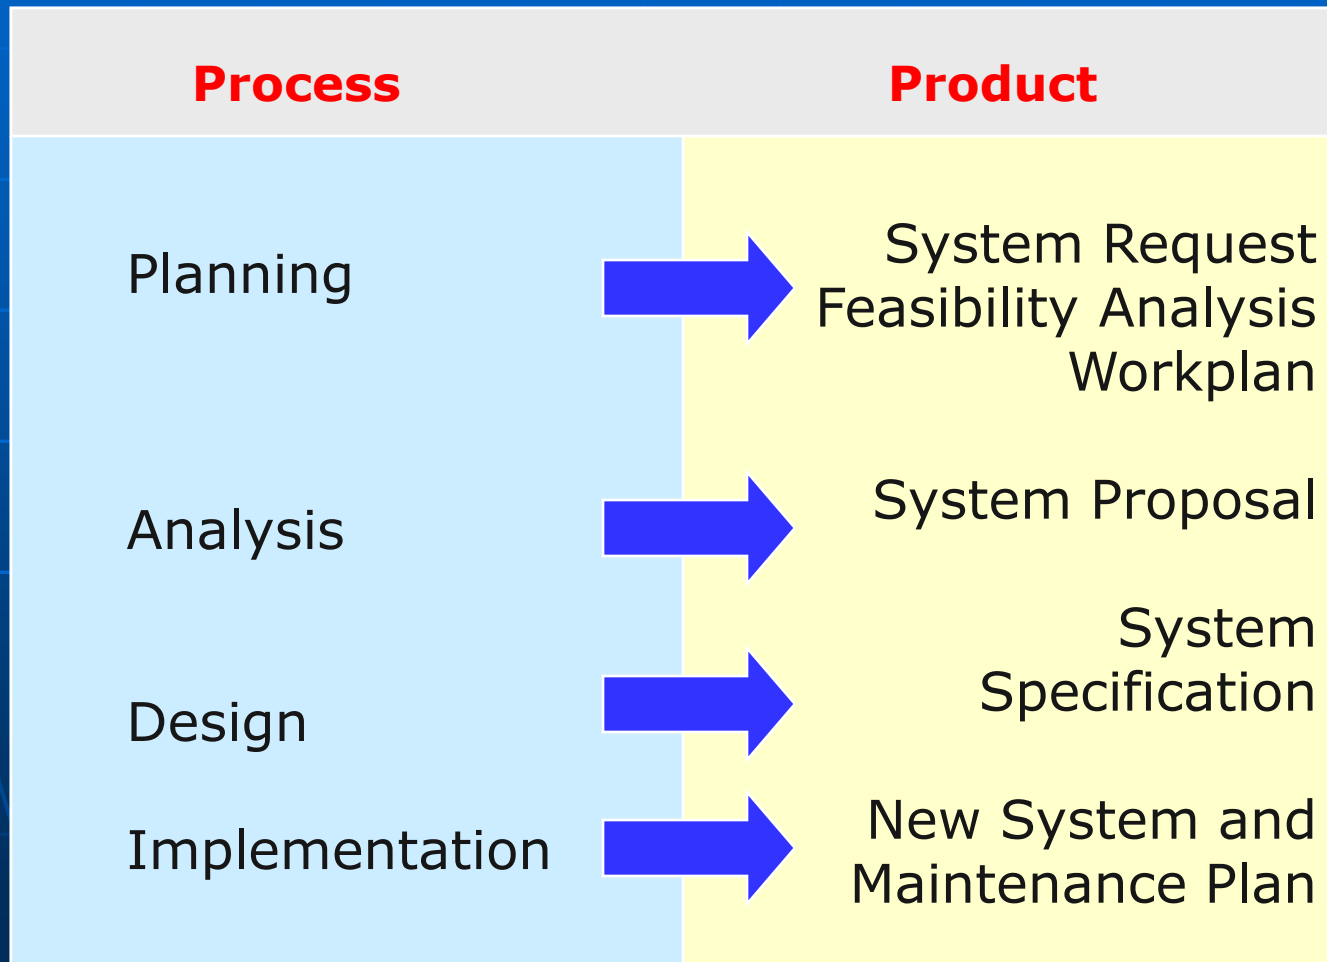 Process
Product
Planning
System Request
Feasibility Analysis
Workplan
Analysis
System Proposal
Design
System
Specification
Implementation
New System and
Maintenance Plan